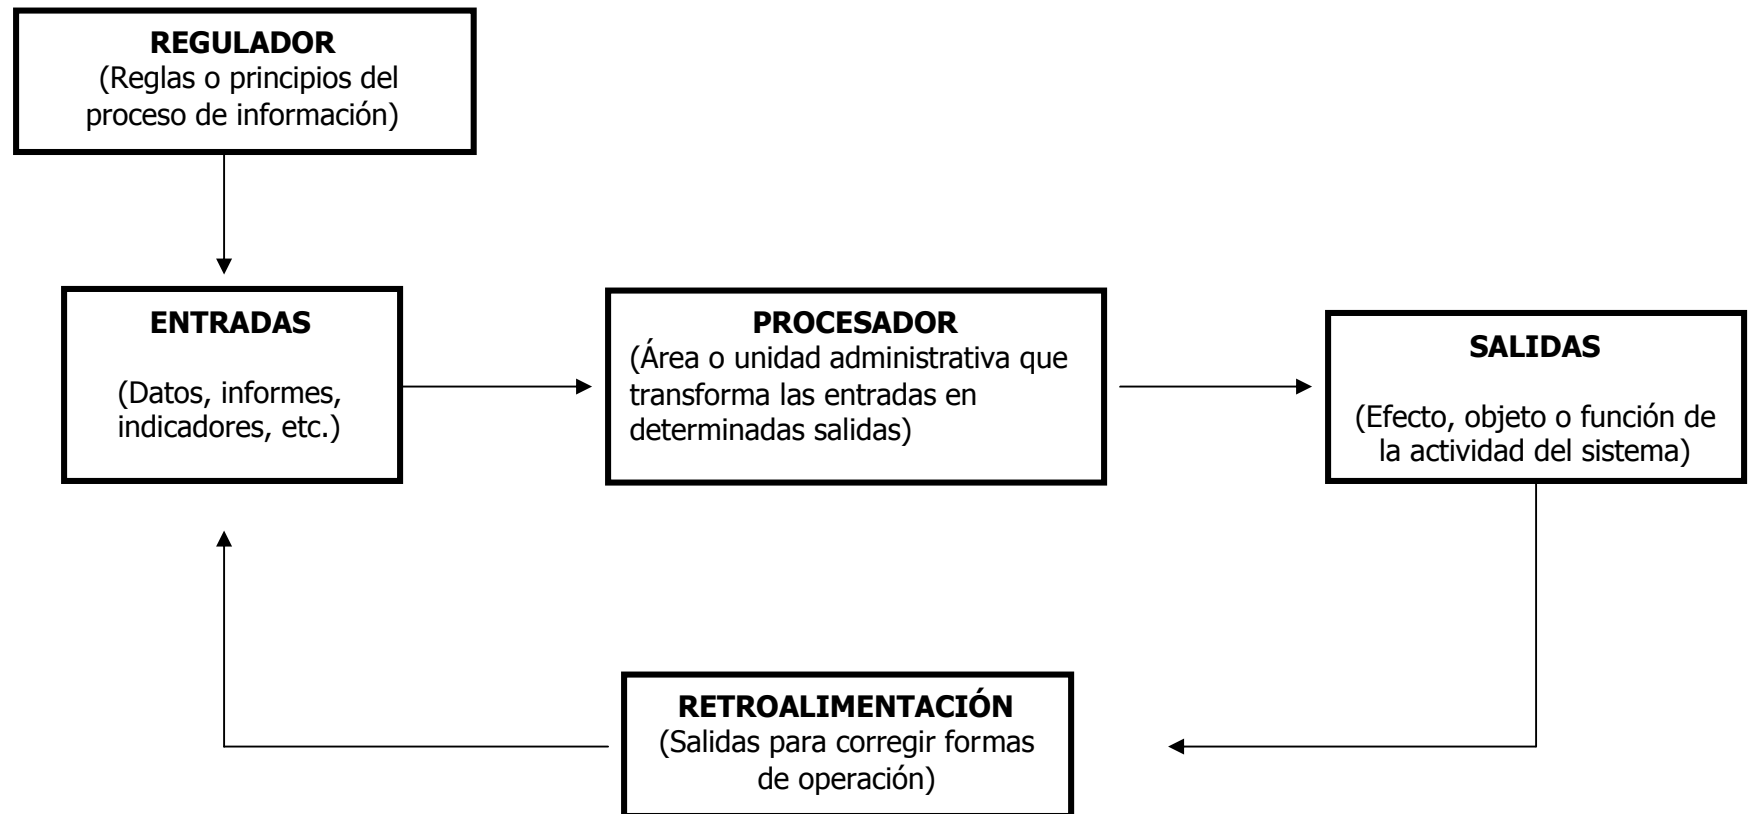 REGULADOR
(Reglas o principios del
proceso de información)
ENTRADAS
(Datos, informes,
indicadores, etc.)
PROCESADOR
(Área o unidad administrativa que
transforma las entradas en
determinadas salidas)
SALIDAS
(Efecto, objeto o función de
la actividad del sistema)
RETROALIMENTACIÓN
(Salidas para corregir formas
de operación)